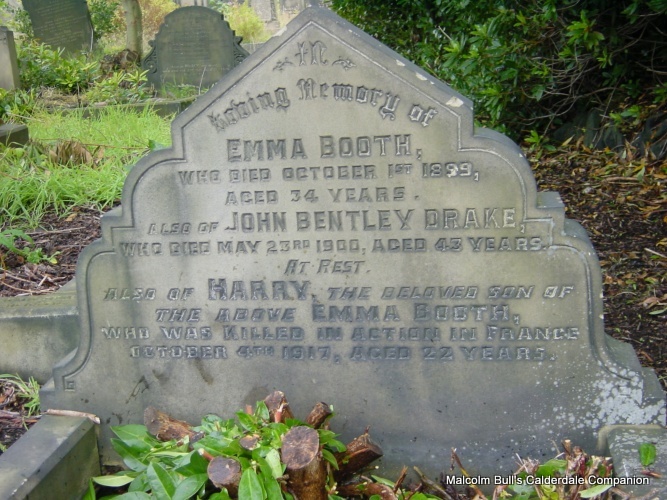 IN
Loving Memory of
EMMA BOOTH,
WHO DIED OCTOBER 1ST 1899,
AGED 34 YEARS.
ALSO OF JOHN BENTLEY DRAKE,
WHO DIED MAY 23RD 1900, AGED 43 YEARS.
AT REST.
ALSO OF HARRY, THE BELOVED SON OF
THE ABOVE EMMA BOOTH,
WHO WAS KILLED IN ACTION IN FRANCE
OCTOBER 4TH 1917, AGED 22 YEARS.
Malcolm Bull's Calderdale Companion